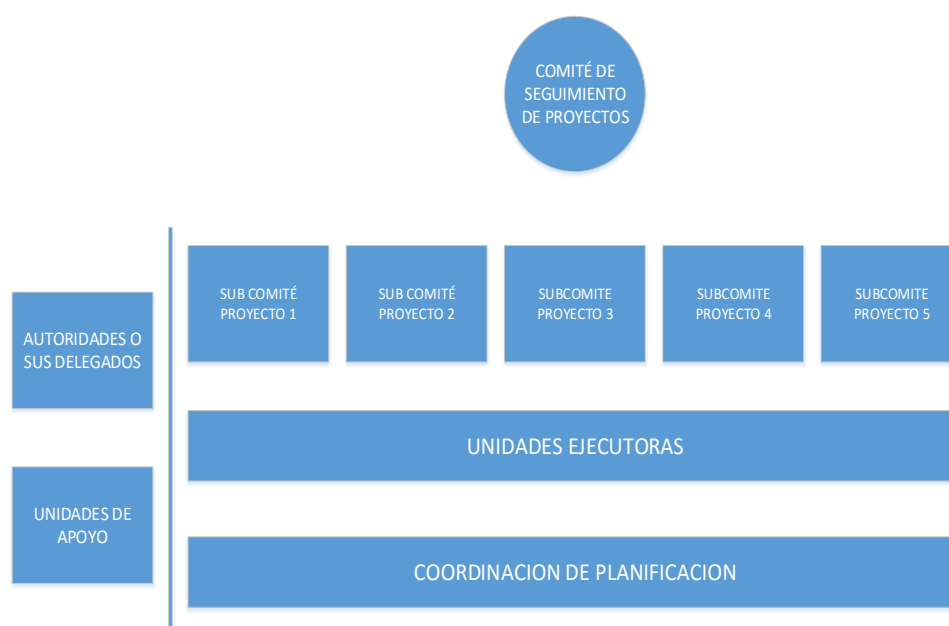 COMITÉ DE
SEGUIMIENTO
DE PROYECTOS
SUB COMITÉ
PROYECTO 1
SUB COMITÉ
PROYECTO 2
SUBCOMITE
PROYECTO 3
SUBCOMITE
PROYECTO 4
SUBCOMITE
PROYECTO 5
AUTORIDADES O
SUS DELEGADOS
UNIDADES EJECUTORAS
UNIDADES DE
APOYO
COORDINACION DE PLANIFICACION